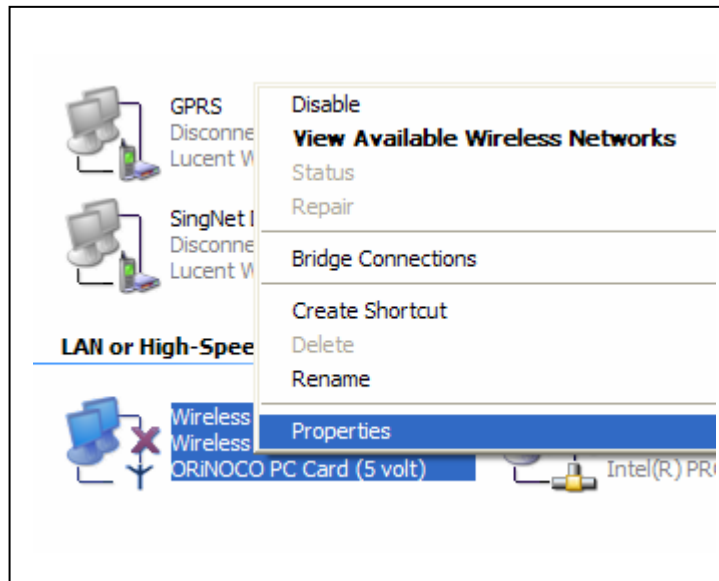 GPRS
Disconne
Lucent W
SingNet D
Disconne
Lucent W
LAN or High-Spee
Wireless
Wireless
ORiNOCO PC Card (5 volt)
Disable
View Available Wireless Networks
Status
Repair
Bridge Connections
Create Shortcut
Delete
Rename
Properties
Intel(R) PRO